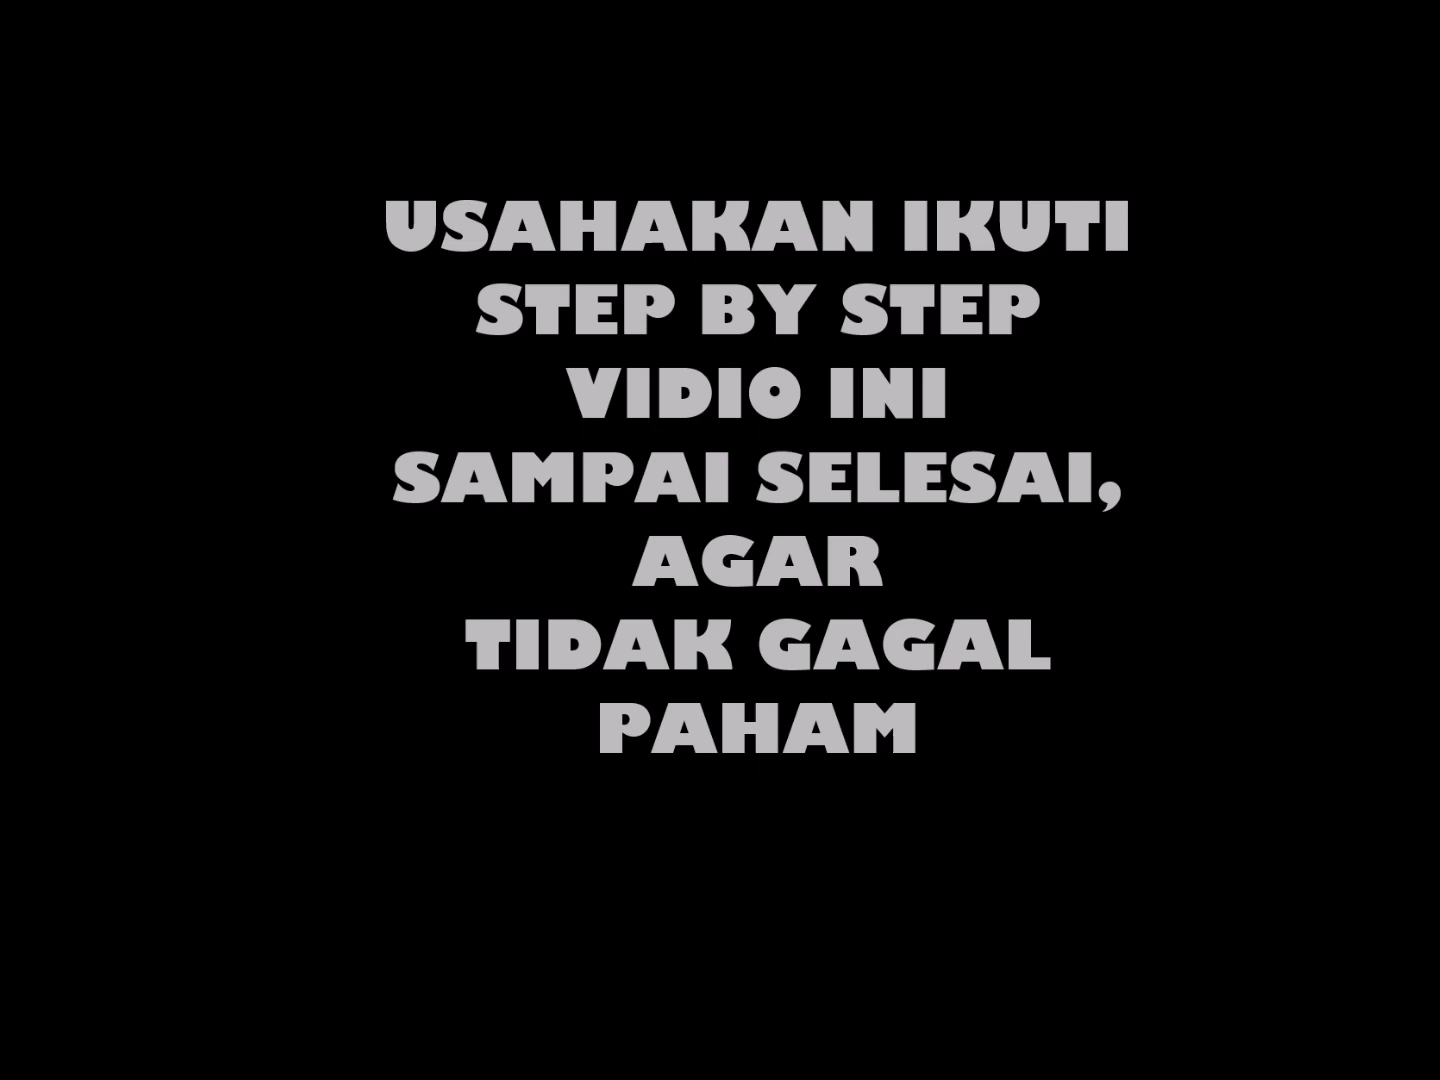 USAHAKAN IKUTI
STEP BY STEP
VIDIO INI
SAMPAI SELESAI,
AGAR
TIDAK GAGAL
PAHAM